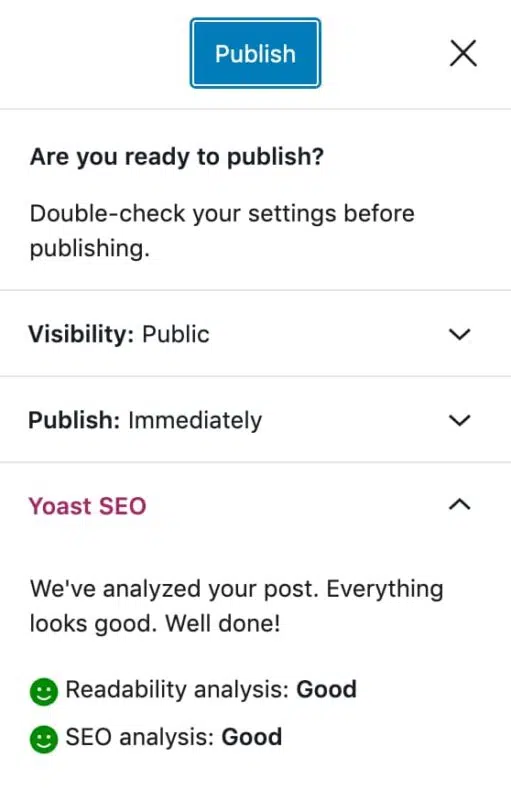 Publish
Are you ready to publish?
Double-check your settings before
publishing.
Visibility: Public
Publish: Immediately
Yoast SEO
We've analyzed your post. Everything
looks good. Well done!
Readability analysis: Good
SEO analysis: Good